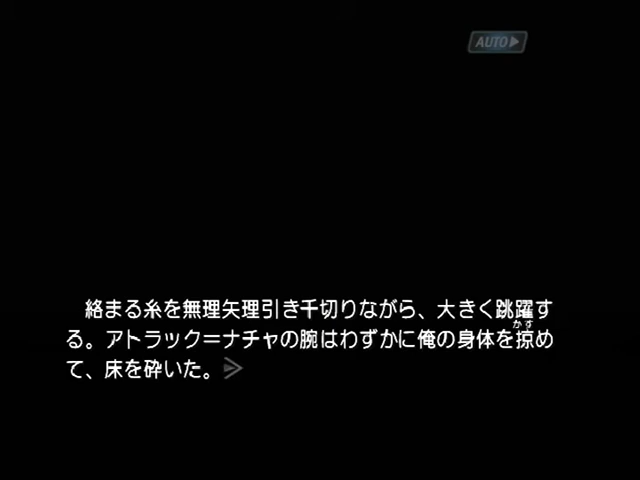 AUTO▶
絡まる糸を無理矢理引き千切りながら、大きく跳躍す
る。アトラック＝ナチャの腕はわずかに俺の身体を掠め
かす
て、床を砕いた。